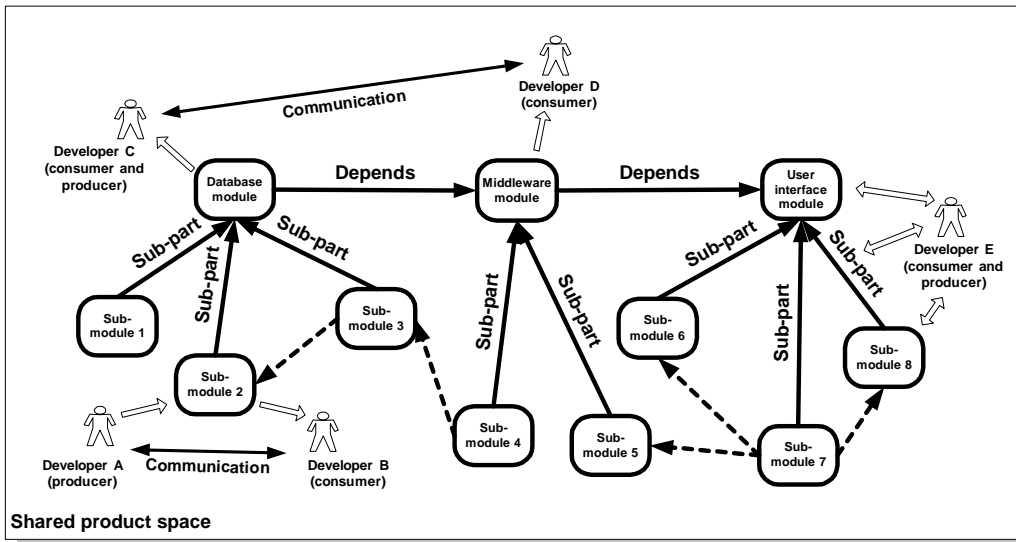 Developer D
(consumer)
Communication
Developer C
(consumer and
producer)
Database
module
Depends
Middleware
module
Depends
User
interface
module
Developer E
(consumer and
producer)
Sub-part
Sub-part
Sub-part
Sub-part
Sub-part
Sub-part
Sub-part
Sub-part
Sub-
module 1
Sub-
module 2
Sub-
module 3
Sub-
module 4
Sub-
module 5
Sub-
module 6
Sub-
module 7
Sub-
module 8
Developer A
(producer)
Communication
Developer B
(consumer)
Shared product space